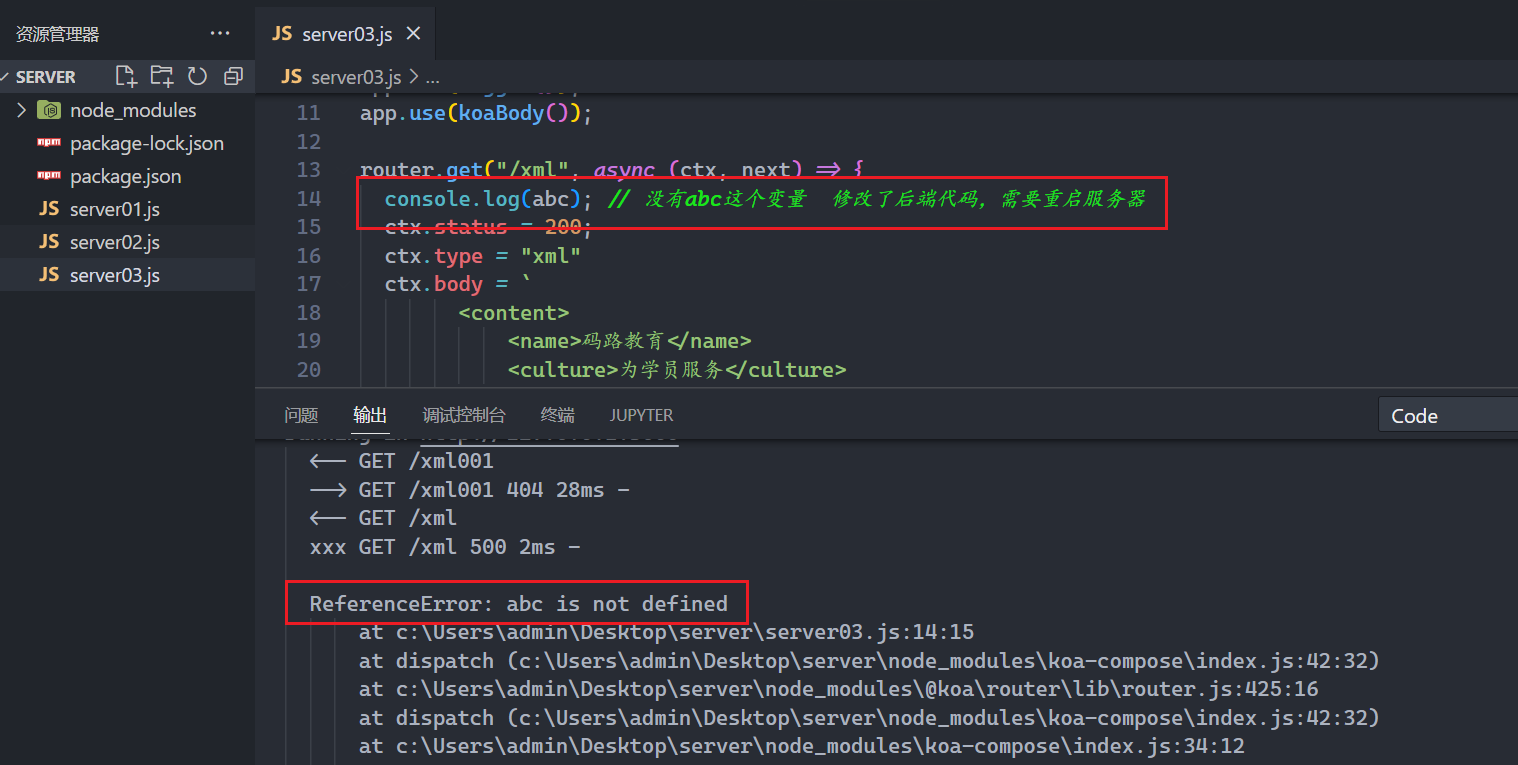 资源管理器 ···
JS server03.js ×
SERVER
JS server03.js > ...
node_modules
npm package-lock.json
npm package.json
JS server01.js
JS server02.js
JS server03.js
11 app.use(koaBody());
12
13 router.get("/xml", async (ctx, next) => {
14 console.log(abc); // 没有abc这个变量 修改了后端代码，需要重启服务器
15 ctx.status = 200;
16 ctx.type = "xml"
17 ctx.body = `
18 <content>
19 <name>码路教育</name>
20 <culture>为学员服务</culture>
问题 输出 调试控制台 终端 JUPYTER Code
<-- GET /xml001
--> GET /xml001 404 28ms -
<-- GET /xml
xxx GET /xml 500 2ms -
ReferenceError: abc is not defined
at c:\Users\admin\Desktop\server\server03.js:14:15
at dispatch (c:\Users\admin\Desktop\server\node_modules\koa-compose\index.js:42:32)
at c:\Users\admin\Desktop\server\node_modules\@koa\router\lib\router.js:425:16
at dispatch (c:\Users\admin\Desktop\server\node_modules\koa-compose\index.js:42:32)
at c:\Users\admin\Desktop\server\node_modules\koa-compose\index.js:34:12